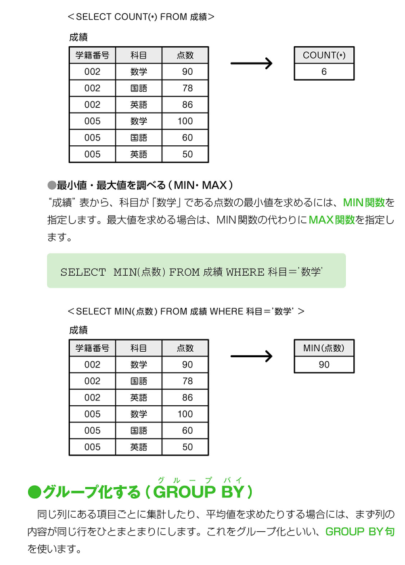 ＜SELECT COUNT(*) FROM 成績＞
成績
学籍番号 科目 点数 COUNT(*)
002 数学 90 6
002 国語 78
002 英語 86
005 数学 100
005 国語 60
005 英語 50
●最小値・最大値を調べる（MIN・MAX）
“成績”表から、科目が「数学」である点数の最小値を求めるには、MIN関数を
指定します。最大値を求める場合は、MIN関数の代わりにMAX関数を指定し
ます。
SELECT MIN(点数) FROM 成績 WHERE 科目＝'数学'
＜SELECT MIN(点数) FROM 成績 WHERE 科目＝'数学' ＞
成績
学籍番号 科目 点数 MIN(点数)
002 数学 90 90
002 国語 78
002 英語 86
005 数学 100
005 国語 60
005 英語 50
グループ バイ
●グループ化する（GROUP BY）
同じ列にある項目ごとに集計したり、平均値を求めたりする場合には、まず列の
内容が同じ行をひとまとまりにします。これをグループ化といい、GROUP BY句
を使います。